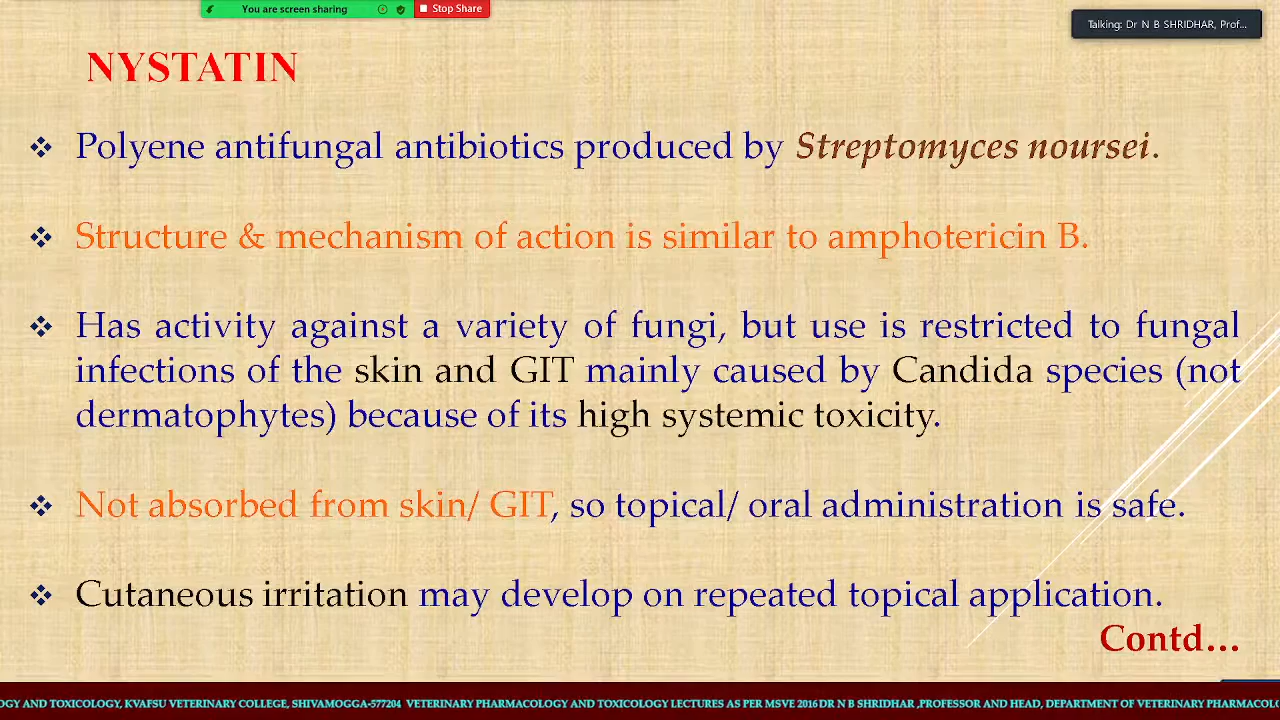 You are screen sharing
Stop Share
Talking: Dr N B SHRIDHAR, Prof...
NYSTATIN
❖ Polyene antifungal antibiotics produced by Streptomyces noursei.
❖ Structure & mechanism of action is similar to amphotericin B.
❖ Has activity against a variety of fungi, but use is restricted to fungal
infections of the skin and GIT mainly caused by Candida species (not
dermatophytes) because of its high systemic toxicity.
❖ Not absorbed from skin/ GIT, so topical/ oral administration is safe.
❖ Cutaneous irritation may develop on repeated topical application.
Contd...
OGY AND TOXICOLOGY, KVAFSU VETERINARY COLLEGE, SHIVAMOGGA-577204 VETERINARY PHARMACOLOGY AND TOXICOLOGY LECTURES AS PER MSVE 2016 DR N B SHRIDHAR ,PROFESSOR AND HEAD, DEPARTMENT OF VETERINARY PHARMACOLO